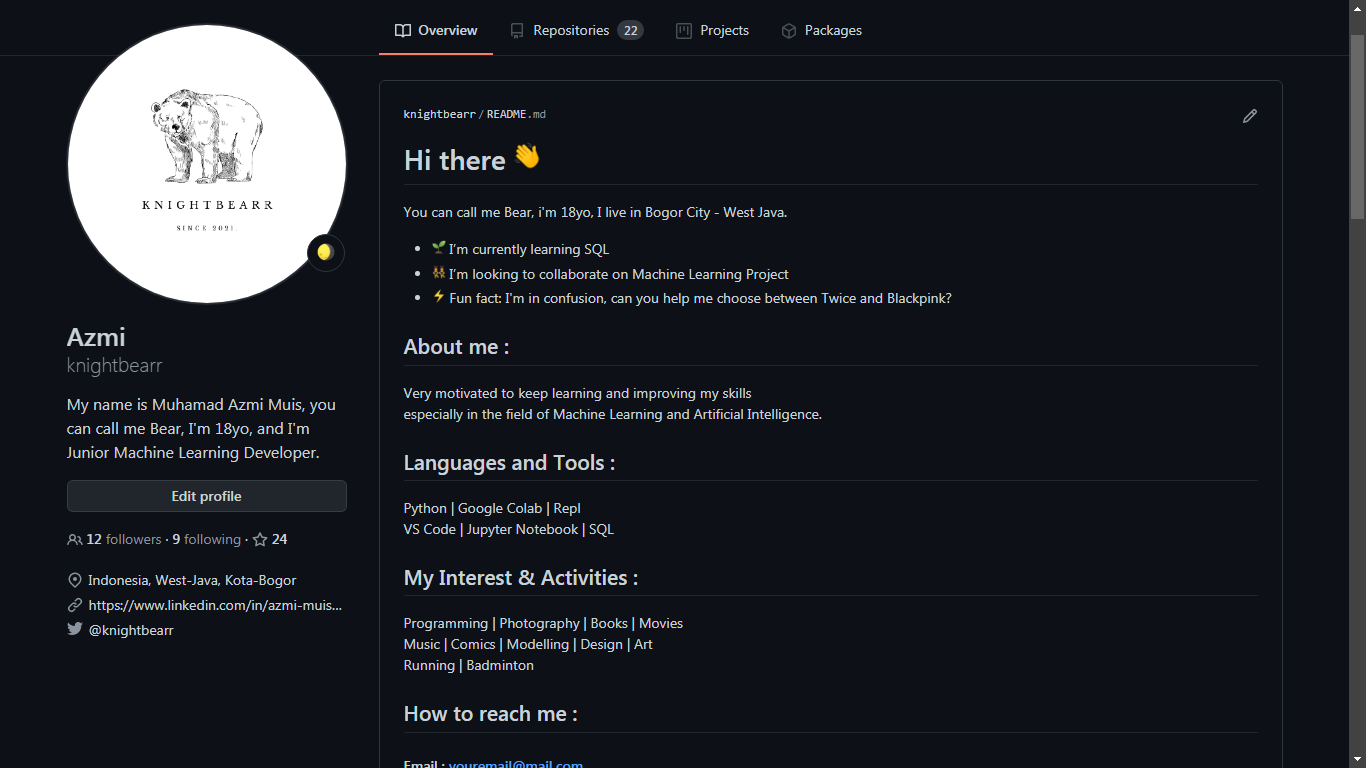 Overview
Repositories 22
Projects
Packages
KNIGHTBEARR
SINCE 2021.
Azmi
knightbearr
My name is Muhamad Azmi Muis, you
can call me Bear, I'm 18yo, and I'm
Junior Machine Learning Developer.
Edit profile
12 followers · 9 following · 24
Indonesia, West-Java, Kota-Bogor
https://www.linkedin.com/in/azmi-muis...
@knightbearr
knightbearr / README.md
Hi there 👋
You can call me Bear, i'm 18yo, I live in Bogor City - West Java.
🌱 I'm currently learning SQL
👯 I'm looking to collaborate on Machine Learning Project
⚡ Fun fact: I'm in confusion, can you help me choose between Twice and Blackpink?
About me :
Very motivated to keep learning and improving my skills
especially in the field of Machine Learning and Artificial Intelligence.
Languages and Tools :
Python | Google Colab | Repl
VS Code | Jupyter Notebook | SQL
My Interest & Activities :
Programming | Photography | Books | Movies
Music | Comics | Modelling | Design | Art
Running | Badminton
How to reach me :
Email : youremail@mail.com